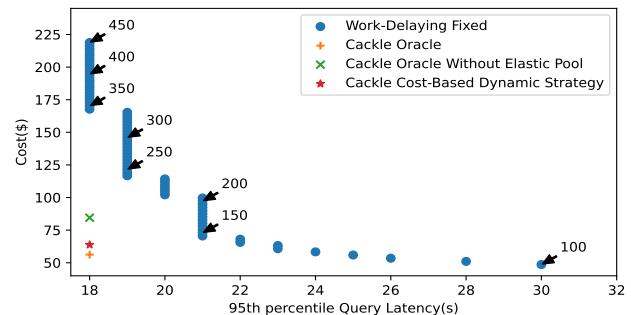 450
400
350
300
250
200
150
100
Work-Delaying Fixed
Cackle Oracle
Cackle Oracle Without Elastic Pool
Cackle Cost-Based Dynamic Strategy
Cost($)
225
200
175
150
125
100
75
50
18 20 22 24 26 28 30 32
95th percentile Query Latency(s)